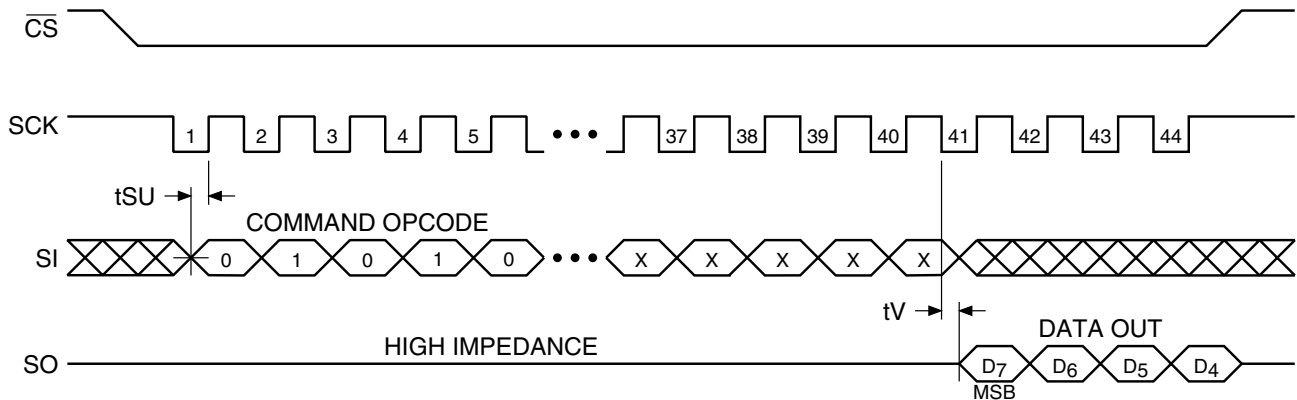 CS
SCK
1 2 3 4 5 ••• 37 38 39 40 41 42 43 44
tSU
COMMAND OPCODE
SI
0 1 0 1 0 ••• X X X X X
tV
DATA OUT
HIGH IMPEDANCE
SO
D7 D6 D5 D4
MSB